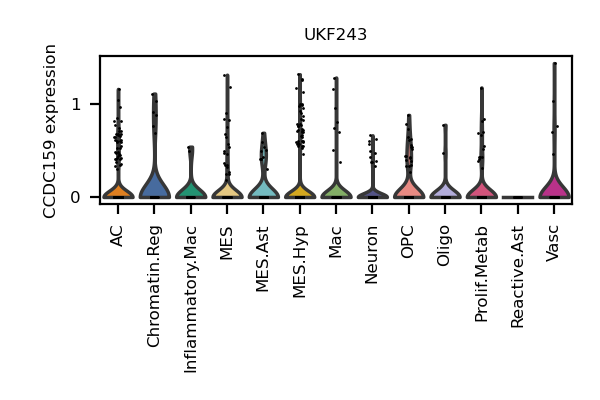 UKF243
CCDC159 expression
1
0
AC
Chromatin.Reg
Inflammatory.Mac
MES
MES.Ast
MES.Hyp
Mac
Neuron
OPC
Oligo
Prolif.Metab
Reactive.Ast
Vasc